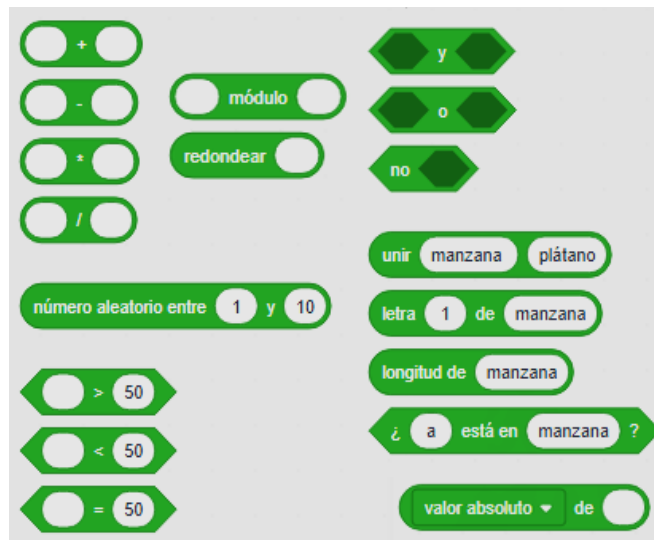 +
-
*
/
módulo
redondear
número aleatorio entre 1 y 10
> 50
< 50
= 50
y
o
no
unir manzana plátano
letra 1 de manzana
longitud de manzana
¿ a está en manzana ?
valor absoluto de